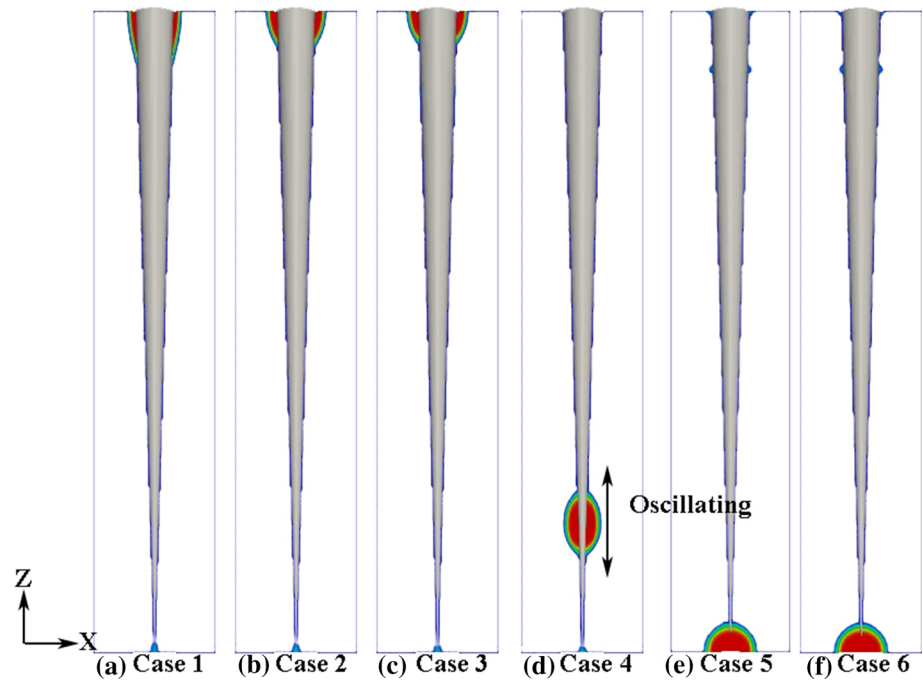 Oscillating
Z
X
(a) Case 1
(b) Case 2
(c) Case 3
(d) Case 4
(e) Case 5
(f) Case 6